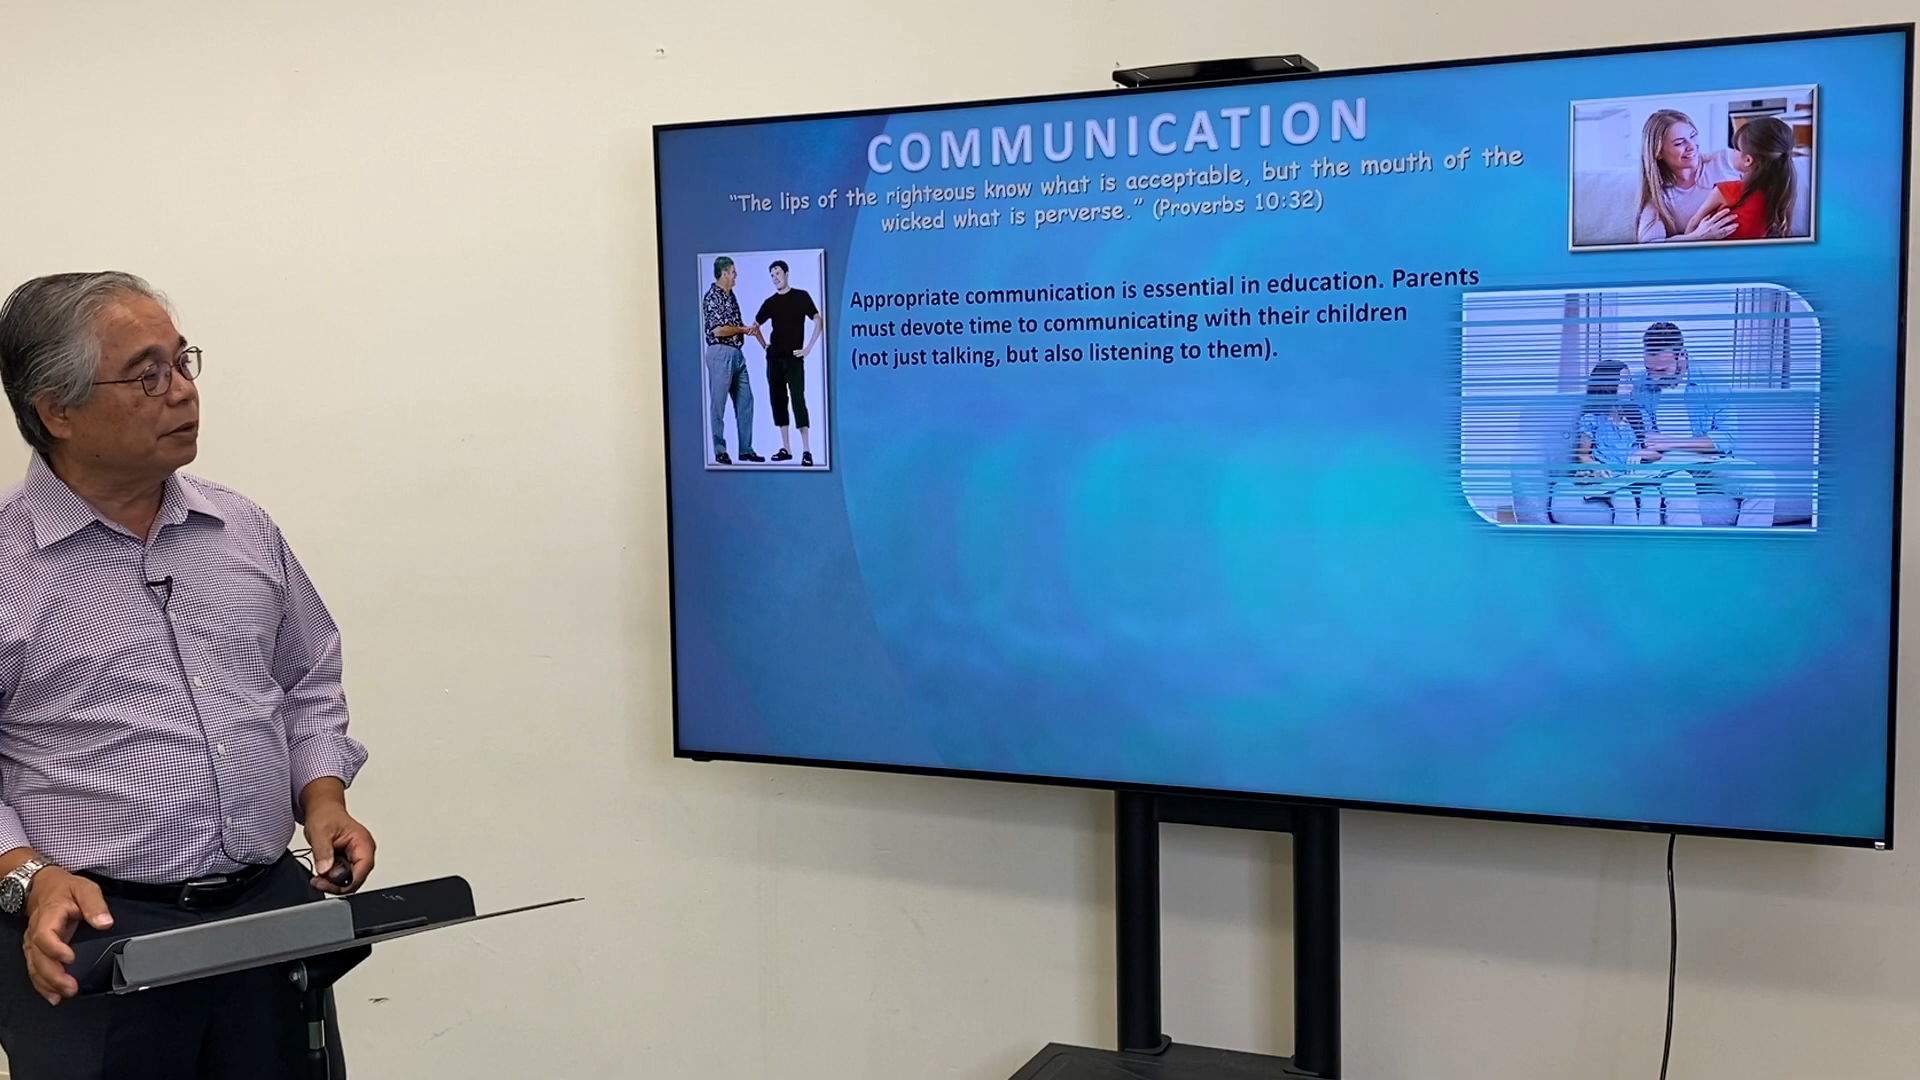 COMMUNICATION
“The lips of the righteous know what is acceptable, but the mouth of the
wicked what is perverse.” (Proverbs 10:32)
Appropriate communication is essential in education. Parents
must devote time to communicating with their children
(not just talking, but also listening to them).